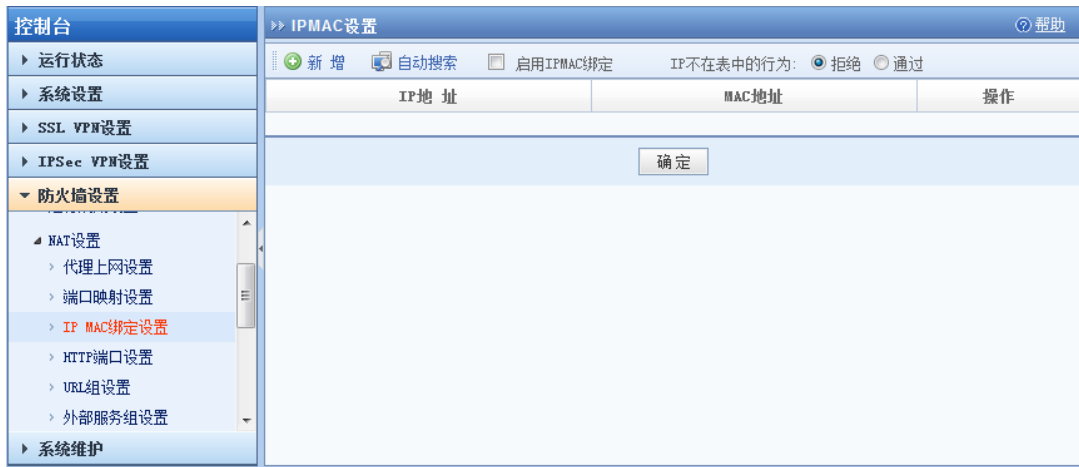 控制台
运行状态
系统设置
SSL VPN设置
IPSec VPN设置
防火墙设置
NAT设置
代理上网设置
端口映射设置
IP MAC绑定设置
HTTP端口设置
URL组设置
外部服务组设置
系统维护
IPMAC设置 帮助
新 增 自动搜索 启用IPMAC绑定 IP不在表中的行为: 拒绝 通过
IP地 址 MAC地址 操作
确定